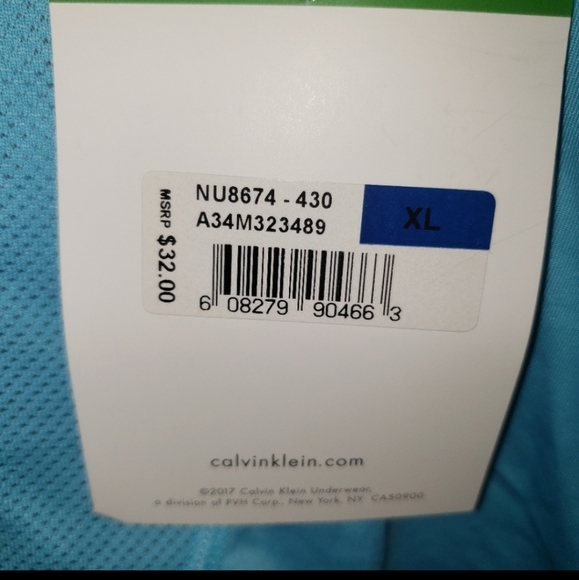 NU8674 - 430
A34M323489
XL
MSRP $32.00
6 08279 90466 3
calvinklein.com
©2017 Calvin Klein Underwear,
a division of PVH Corp., New York, NY CA50900